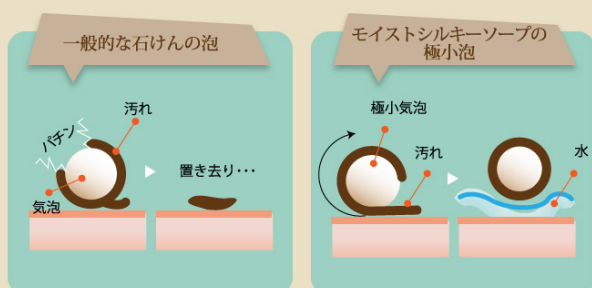 一般的な石けんの泡
汚れ
パチン
気泡
置き去り・・・
モイストシルキーソープの
極小泡
極小気泡
汚れ
水